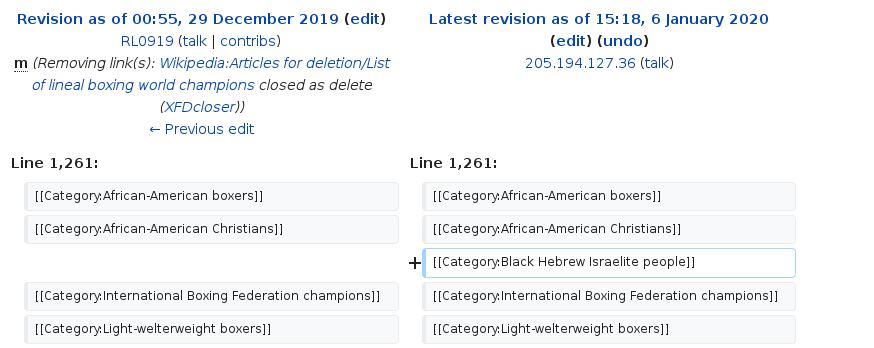 Revision as of 00:55, 29 December 2019 (edit)
RL0919 (talk | contribs)
m (Removing link(s): Wikipedia:Articles for deletion/List
of lineal boxing world champions closed as delete
(XFDcloser))
← Previous edit
Latest revision as of 15:18, 6 January 2020
(edit) (undo)
205.194.127.36 (talk)
Line 1,261:
Line 1,261:
[[Category:African-American boxers]]
[[Category:African-American boxers]]
[[Category:African-American Christians]]
[[Category:African-American Christians]]
+ [[Category:Black Hebrew Israelite people]]
[[Category:International Boxing Federation champions]]
[[Category:International Boxing Federation champions]]
[[Category:Light-welterweight boxers]]
[[Category:Light-welterweight boxers]]